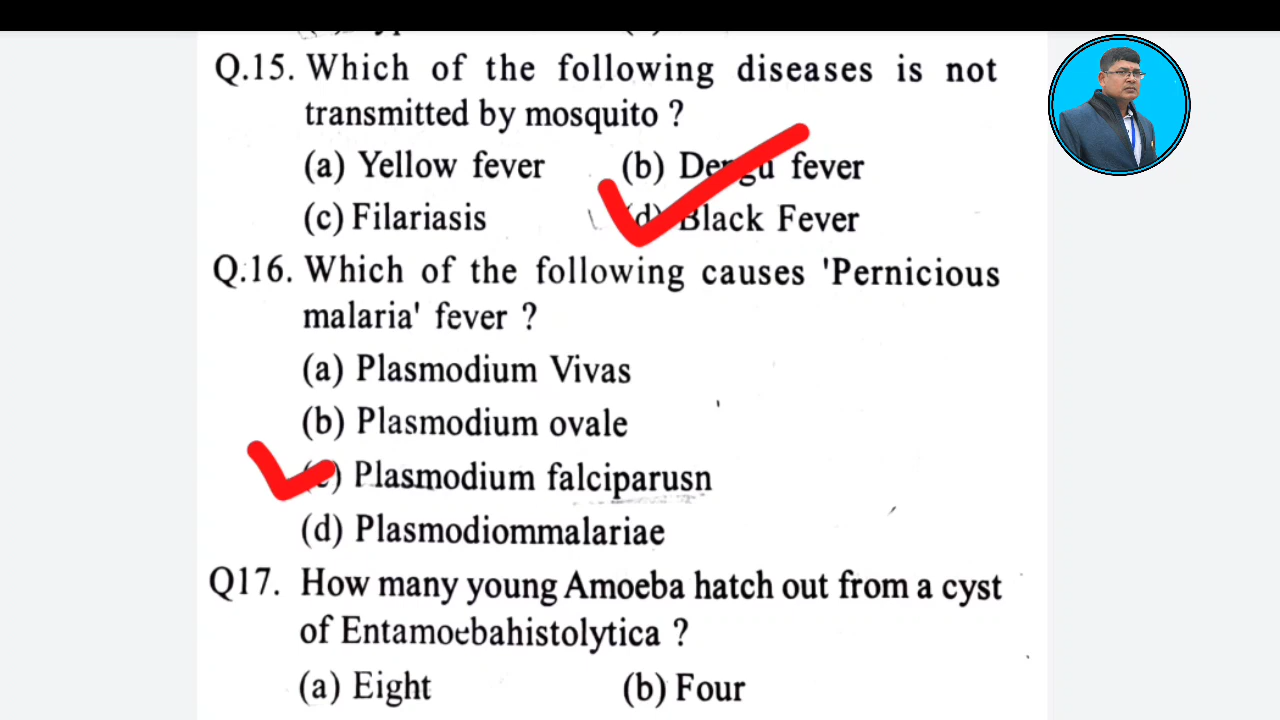 Q.15. Which of the following diseases is not
transmitted by mosquito ?
(a) Yellow fever (b) Dengu fever
(c) Filariasis (d) Black Fever
Q.16. Which of the following causes 'Pernicious
malaria' fever ?
(a) Plasmodium Vivas
(b) Plasmodium ovale
(c) Plasmodium falciparusn
(d) Plasmodiommalariae
Q17. How many young Amoeba hatch out from a cyst
of Entamoebahistolytica ?
(a) Eight (b) Four